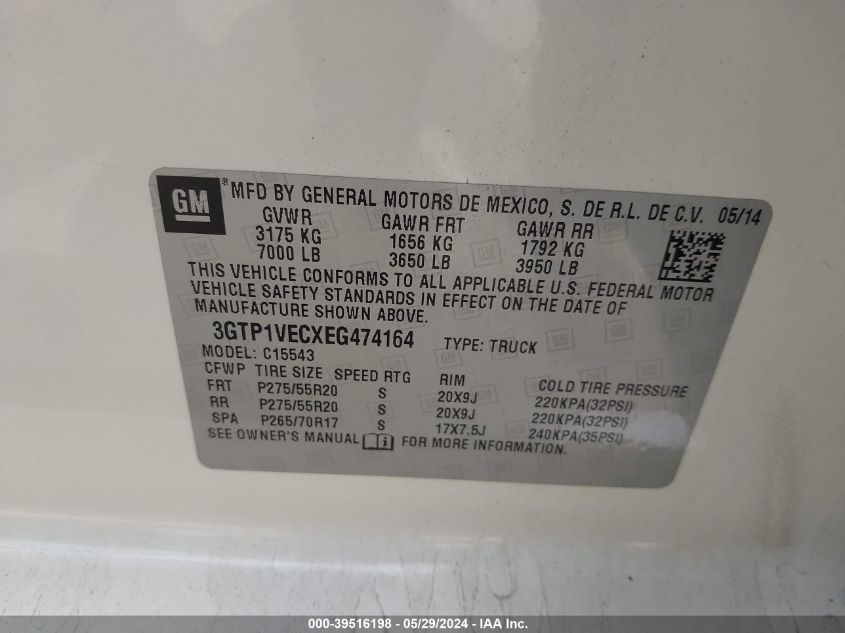 GM ® MFD BY GENERAL MOTORS DE MEXICO, S. DE R.L. DE C.V. 05/14
GVWR GAWR FRT GAWR RR
3175 KG 1656 KG 1792 KG
7000 LB 3650 LB 3950 LB
THIS VEHICLE CONFORMS TO ALL APPLICABLE U.S. FEDERAL MOTOR
VEHICLE SAFETY STANDARDS IN EFFECT ON THE DATE OF
MANUFACTURE SHOWN ABOVE.
3GTP1VECXEG474164 TYPE: TRUCK
MODEL: C15543
CFWP TIRE SIZE SPEED RTG RIM COLD TIRE PRESSURE
FRT P275/55R20 S 20X9J 220KPA(32PSI)
RR P275/55R20 S 20X9J 220KPA(32PSI)
SPA P265/70R17 S 17X7.5J 240KPA(35PSI)
SEE OWNER'S MANUAL FOR MORE INFORMATION.
000-39516198 - 05/29/2024 - IAA Inc.